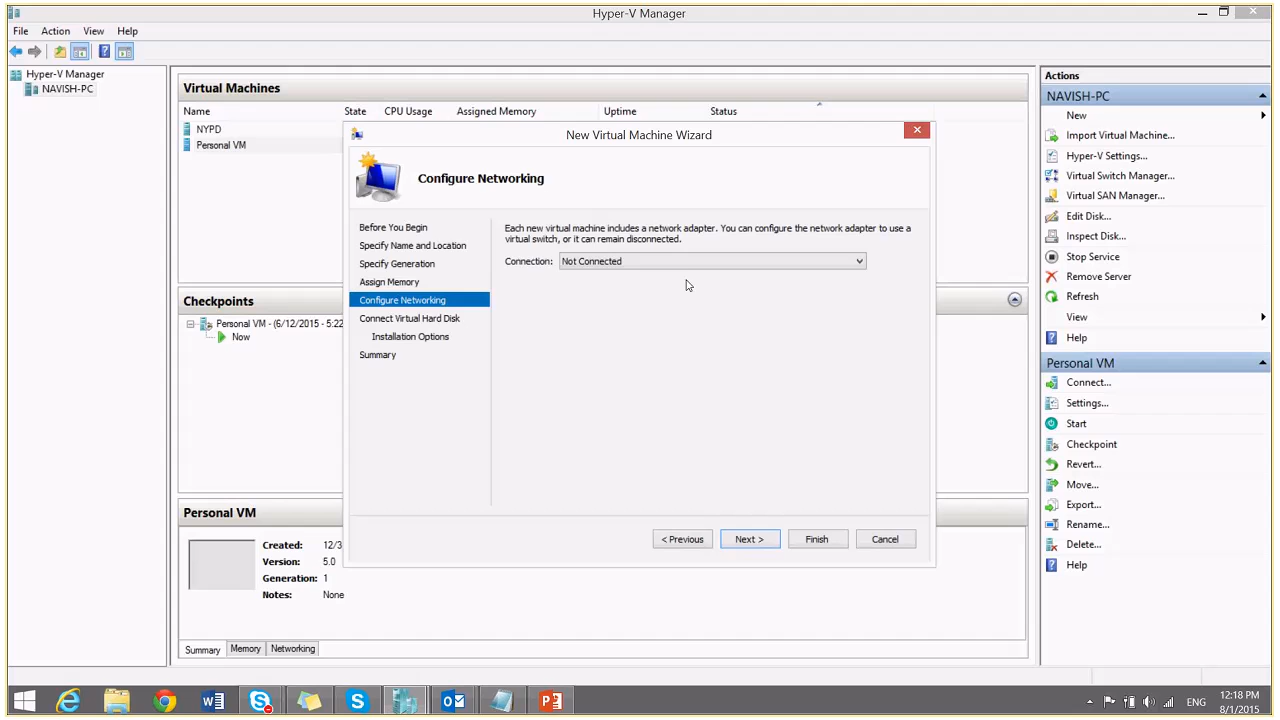 Hyper-V Manager
File Action View Help
Hyper-V Manager
NAVISH-PC
Virtual Machines
Name State CPU Usage Assigned Memory Uptime Status
NYPD
Personal VM
New Virtual Machine Wizard
Configure Networking
Before You Begin
Specify Name and Location
Specify Generation
Assign Memory
Configure Networking
Connect Virtual Hard Disk
Installation Options
Summary
Each new virtual machine includes a network adapter. You can configure the network adapter to use a
virtual switch, or it can remain disconnected.
Connection: Not Connected
< Previous Next > Finish Cancel
Checkpoints
Personal VM - (6/12/2015 - 5:22
Now
Personal VM
Created: 12/3
Version: 5.0
Generation: 1
Notes: None
Summary Memory Networking
Actions
NAVISH-PC
New
Import Virtual Machine...
Hyper-V Settings...
Virtual Switch Manager...
Virtual SAN Manager...
Edit Disk...
Inspect Disk...
Stop Service
Remove Server
Refresh
View
Help
Personal VM
Connect...
Settings...
Start
Checkpoint
Revert...
Move...
Export...
Rename...
Delete...
Help
ENG
12:18 PM
8/1/2015